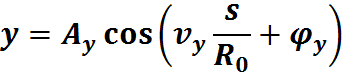 y = A_y cos(ν_y s/R_0 + φ_y)